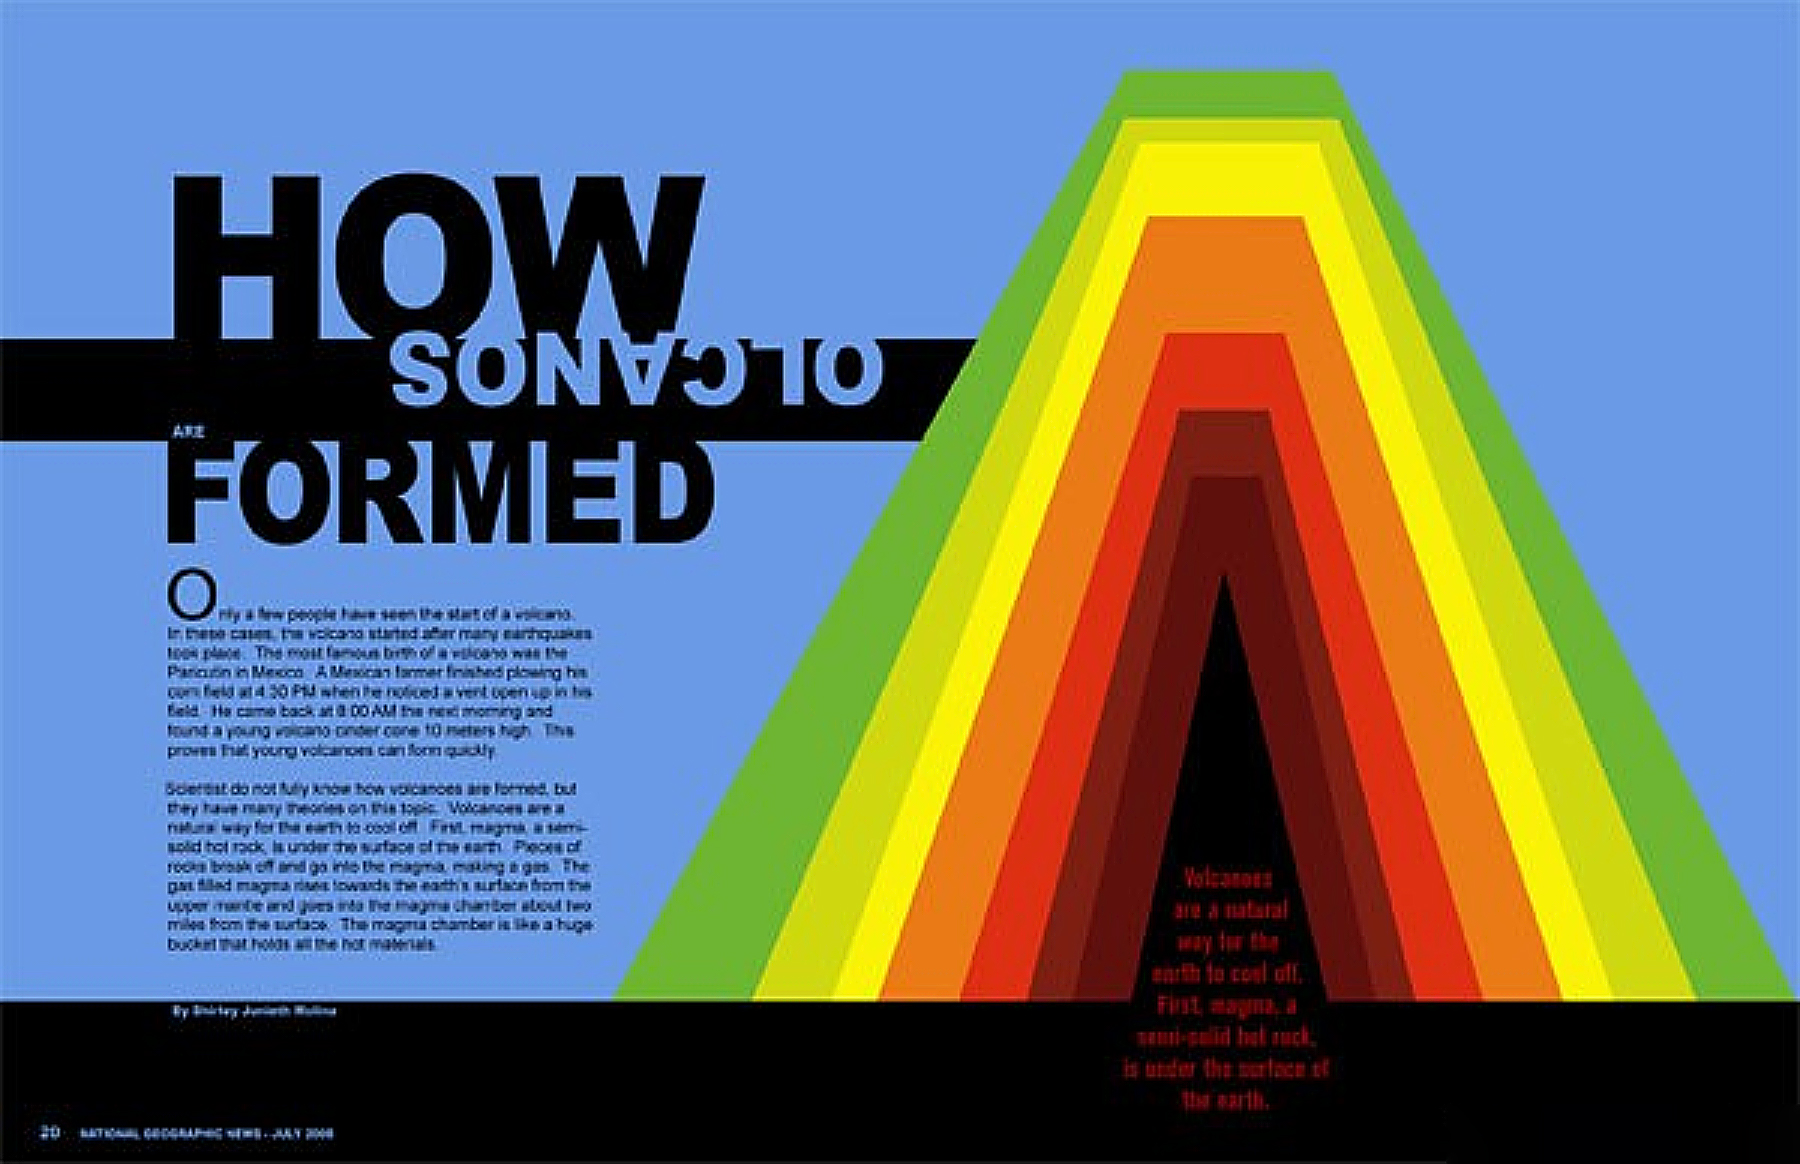 HOW
OLCANOS
ARE
FORMED
Only a few people have seen the start of a volcano.
In these cases, the volcano started after many earthquakes
took place. The most famous birth of a volcano was the
Paricutin in Mexico. A Mexican farmer finished plowing his
corn field at 4:30 PM when he noticed a vent open up in his
field. He came back at 8:00 AM the next morning and
found a young volcano cinder cone 10 meters high. This
proves that young volcanoes can form quickly.
Scientist do not fully know how volcanoes are formed, but
they have many theories on this topic. Volcanoes are a
natural way for the earth to cool off. First, magma, a semi-
solid hot rock, is under the surface of the earth. Pieces of
rocks break off and go into the magma, making a gas. The
gas filled magma rises towards the earth's surface from the
upper mantle and goes into the magma chamber about two
miles from the surface. The magma chamber is like a huge
bucket that holds all the hot materials.
By Shirley Junieth Molina
Volcanoes
are a natural
way for the
earth to cool off.
First, magma, a
semi-solid hot rock,
is under the surface of
the earth.
20 NATIONAL GEOGRAPHIC NEWS - JULY 2008